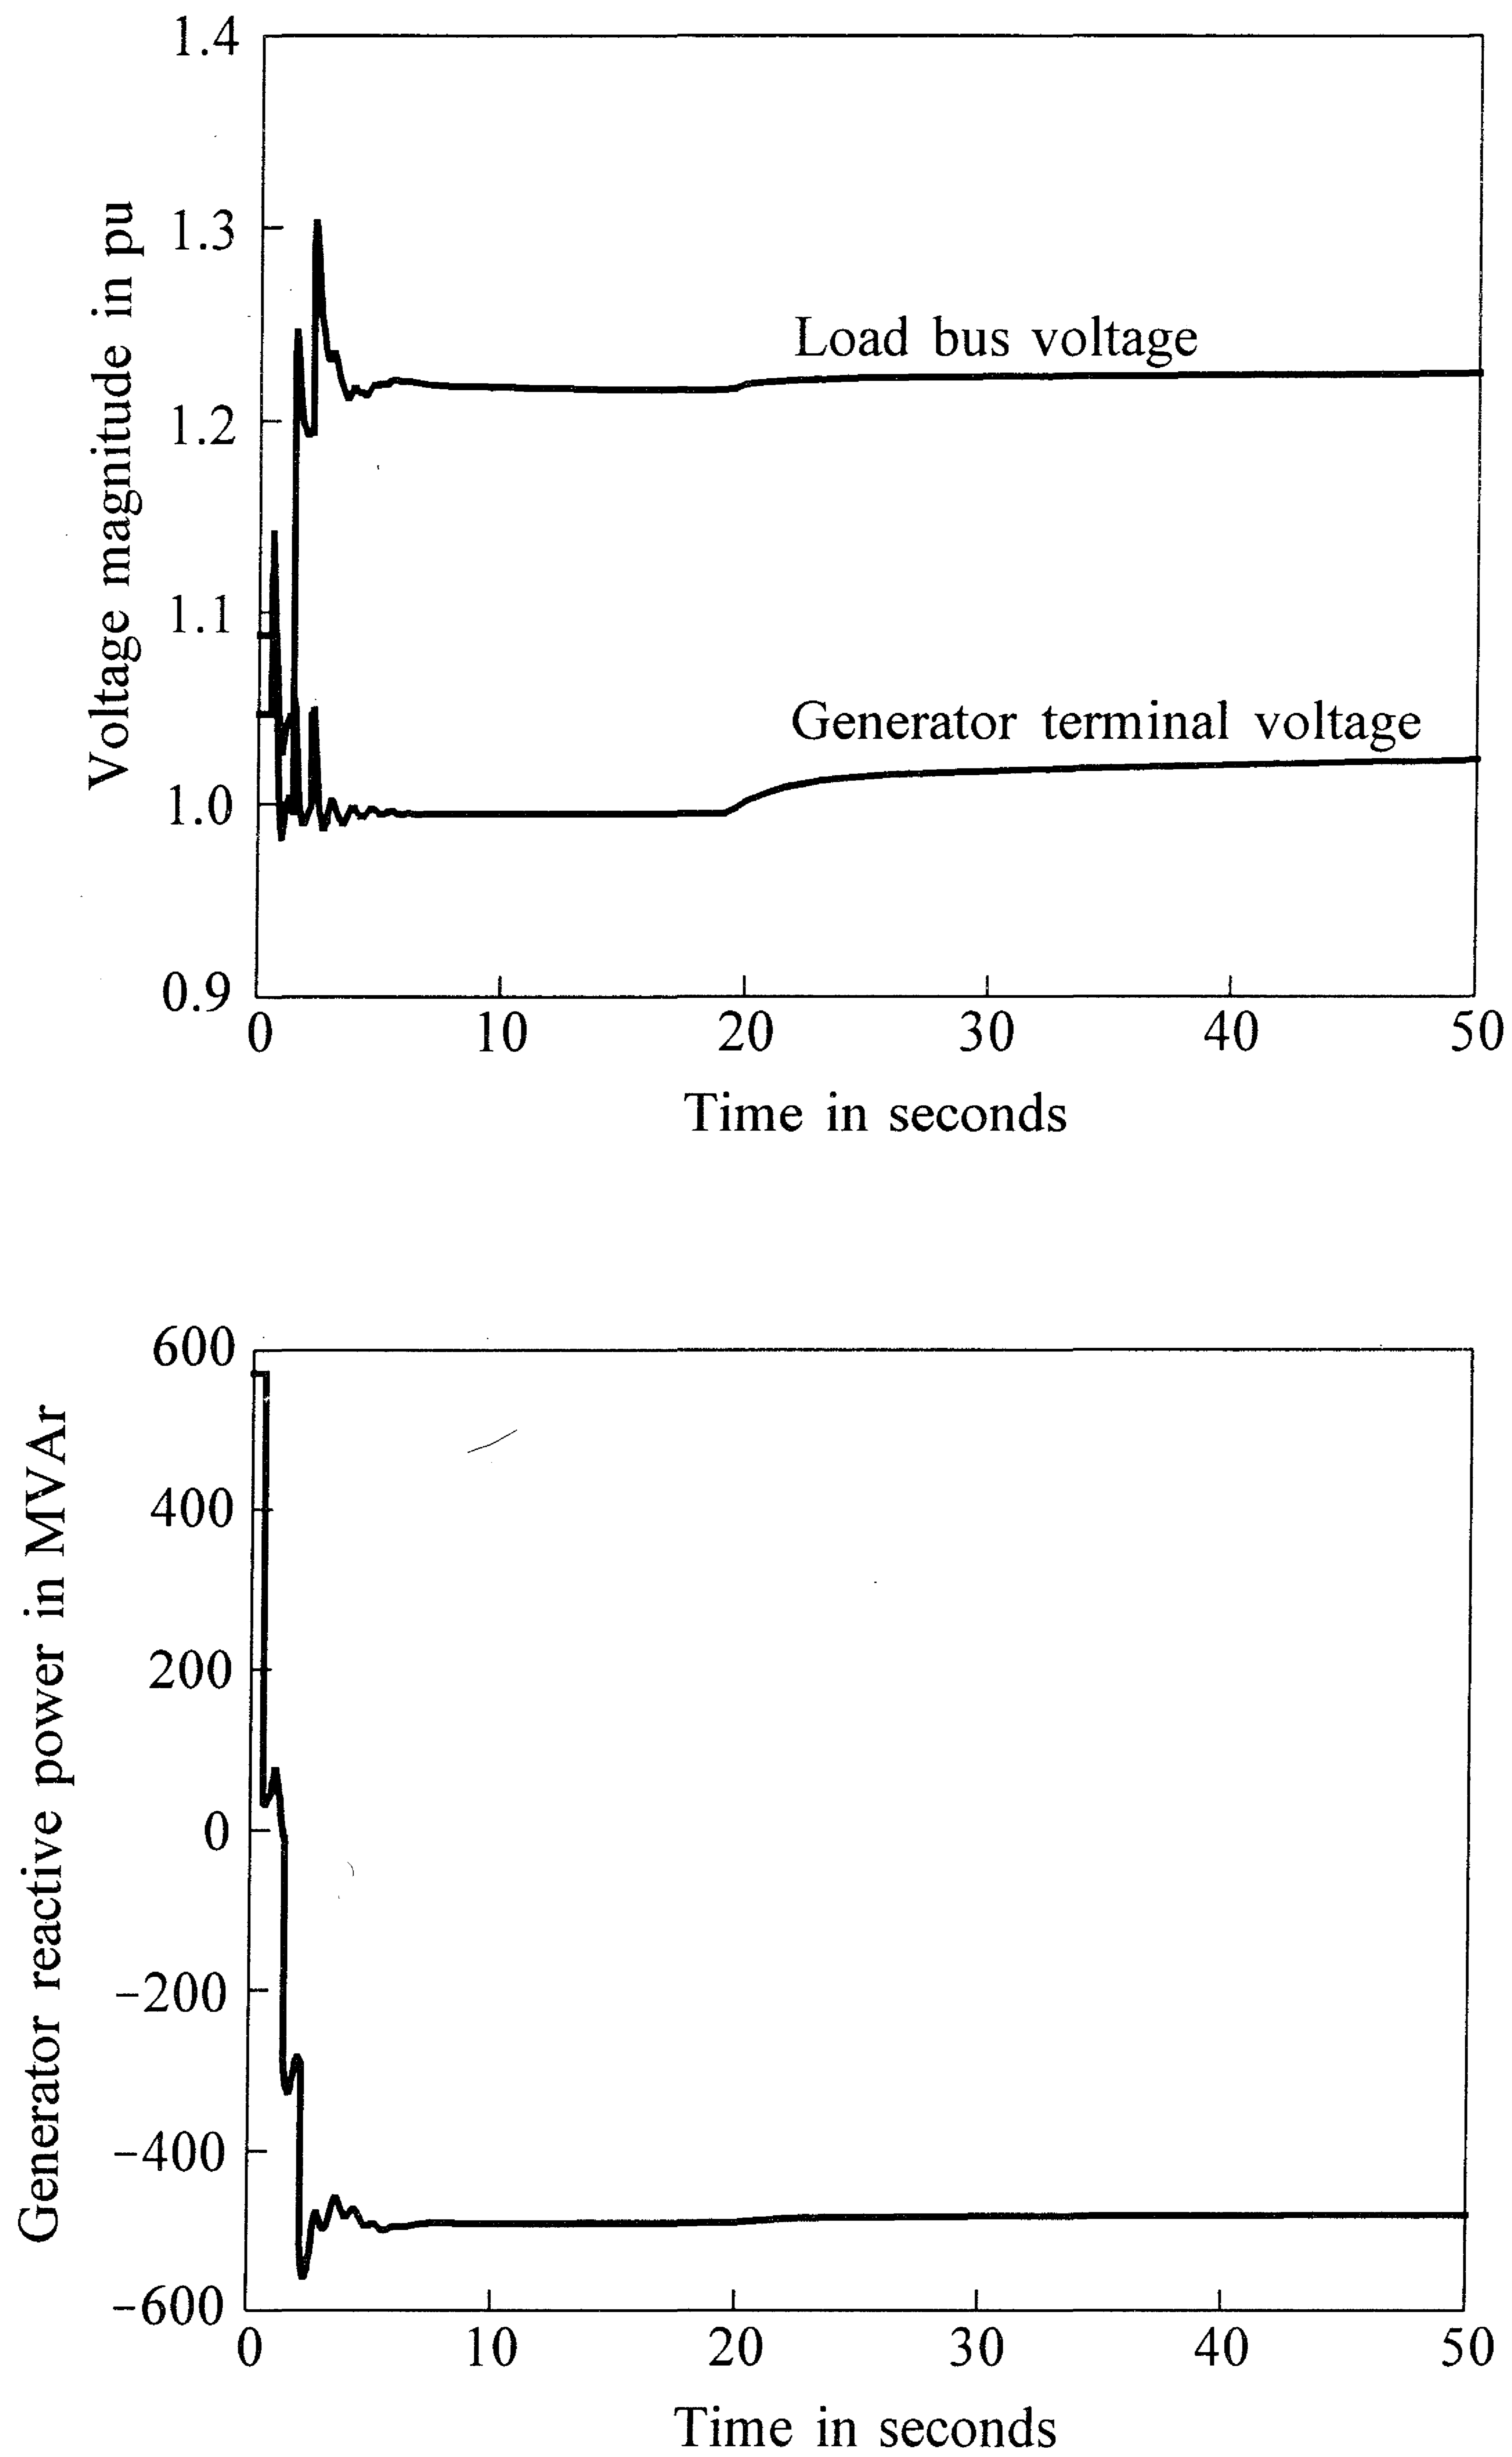 1.4
1.3
1.2
1.1
1.0
0.9
Voltage magnitude in pu
Load bus voltage
Generator terminal voltage
0 10 20 30 40 50
Time in seconds
600
400
200
0
−200
−400
−600
Generator reactive power in MVAr
0 10 20 30 40 50
Time in seconds